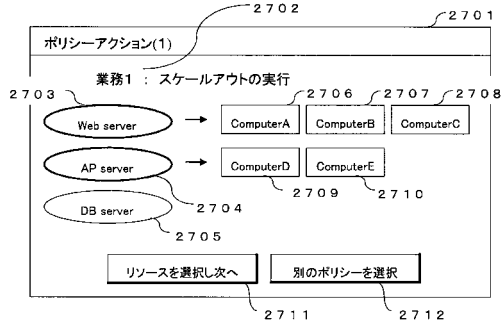 2702
2701
ポリシーアクション(1)
業務1 : スケールアウトの実行
2703
2706
2707
2708
Web server
ComputerA
ComputerB
ComputerC
AP server
ComputerD
ComputerE
2704
2709
2710
DB server
2705
リソースを選択し次へ
別のポリシーを選択
2711
2712